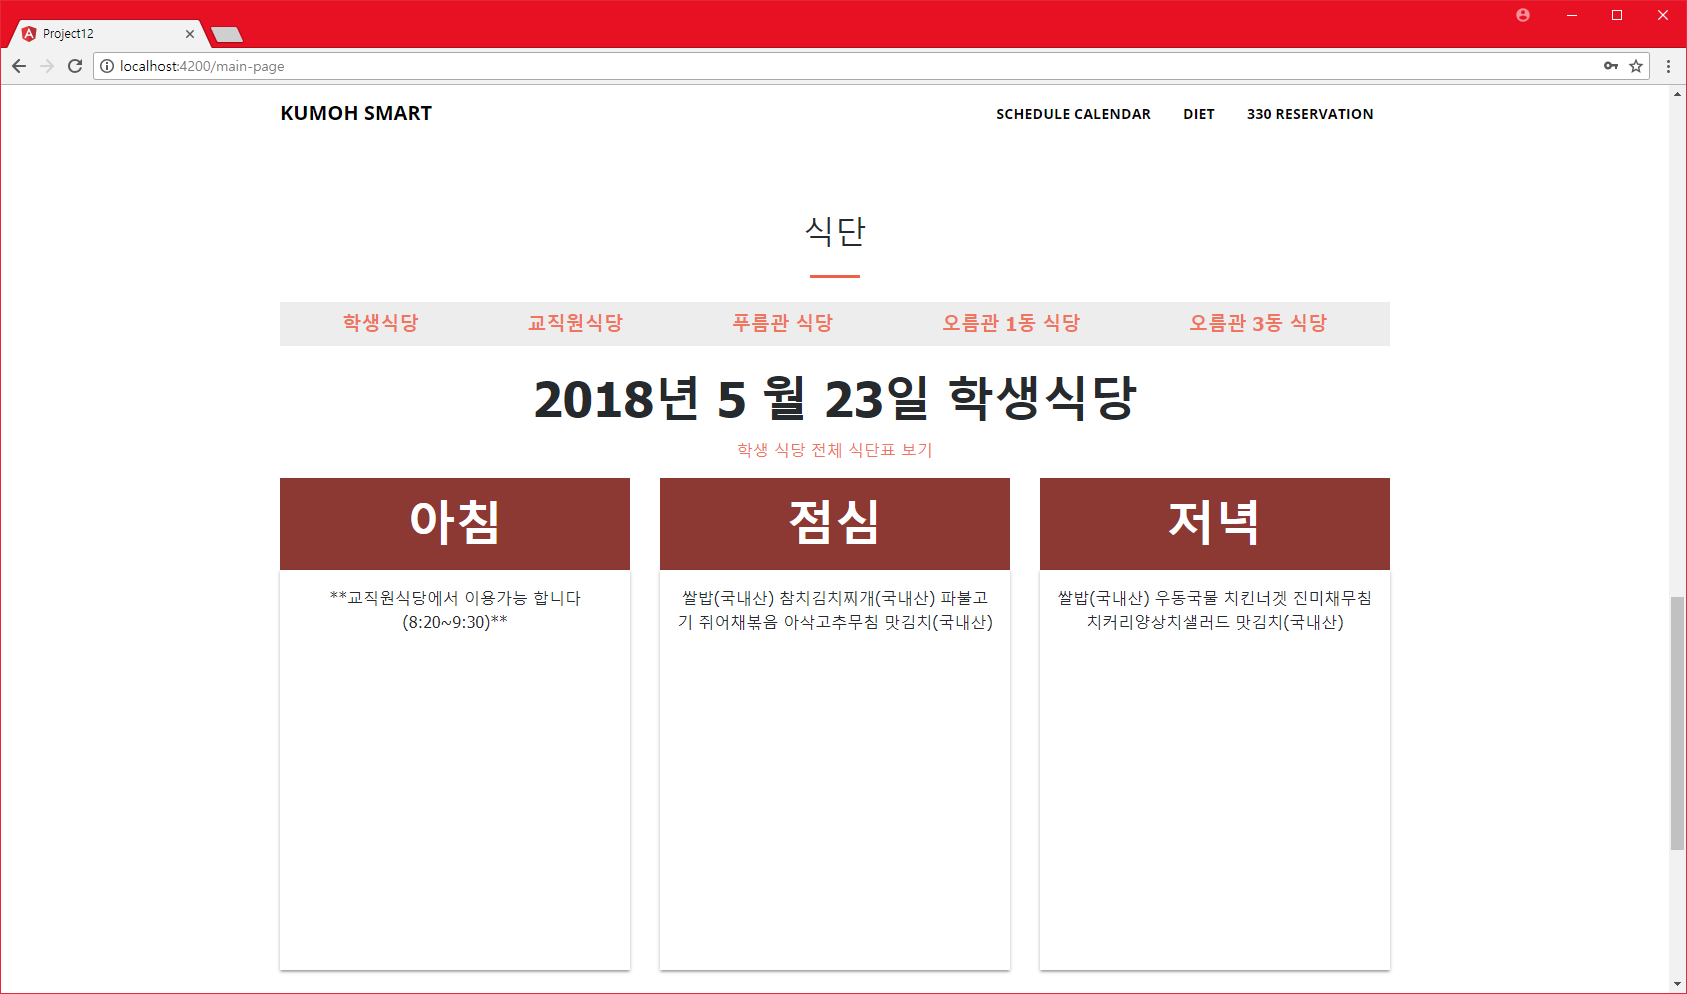 Project12
localhost:4200/main-page
KUMOH SMART
SCHEDULE CALENDAR DIET 330 RESERVATION
식단
학생식당 교직원식당 푸름관 식당 오름관 1동 식당 오름관 3동 식당
2018년 5 월 23일 학생식당
학생 식당 전체 식단표 보기
아침
**교직원식당에서 이용가능 합니다
(8:20~9:30)**
점심
쌀밥(국내산) 참치김치찌개(국내산) 파불고
기 쥐어채볶음 아삭고추무침 맛김치(국내산)
저녁
쌀밥(국내산) 우동국물 치킨너겟 진미채무침
치커리양상치샐러드 맛김치(국내산)